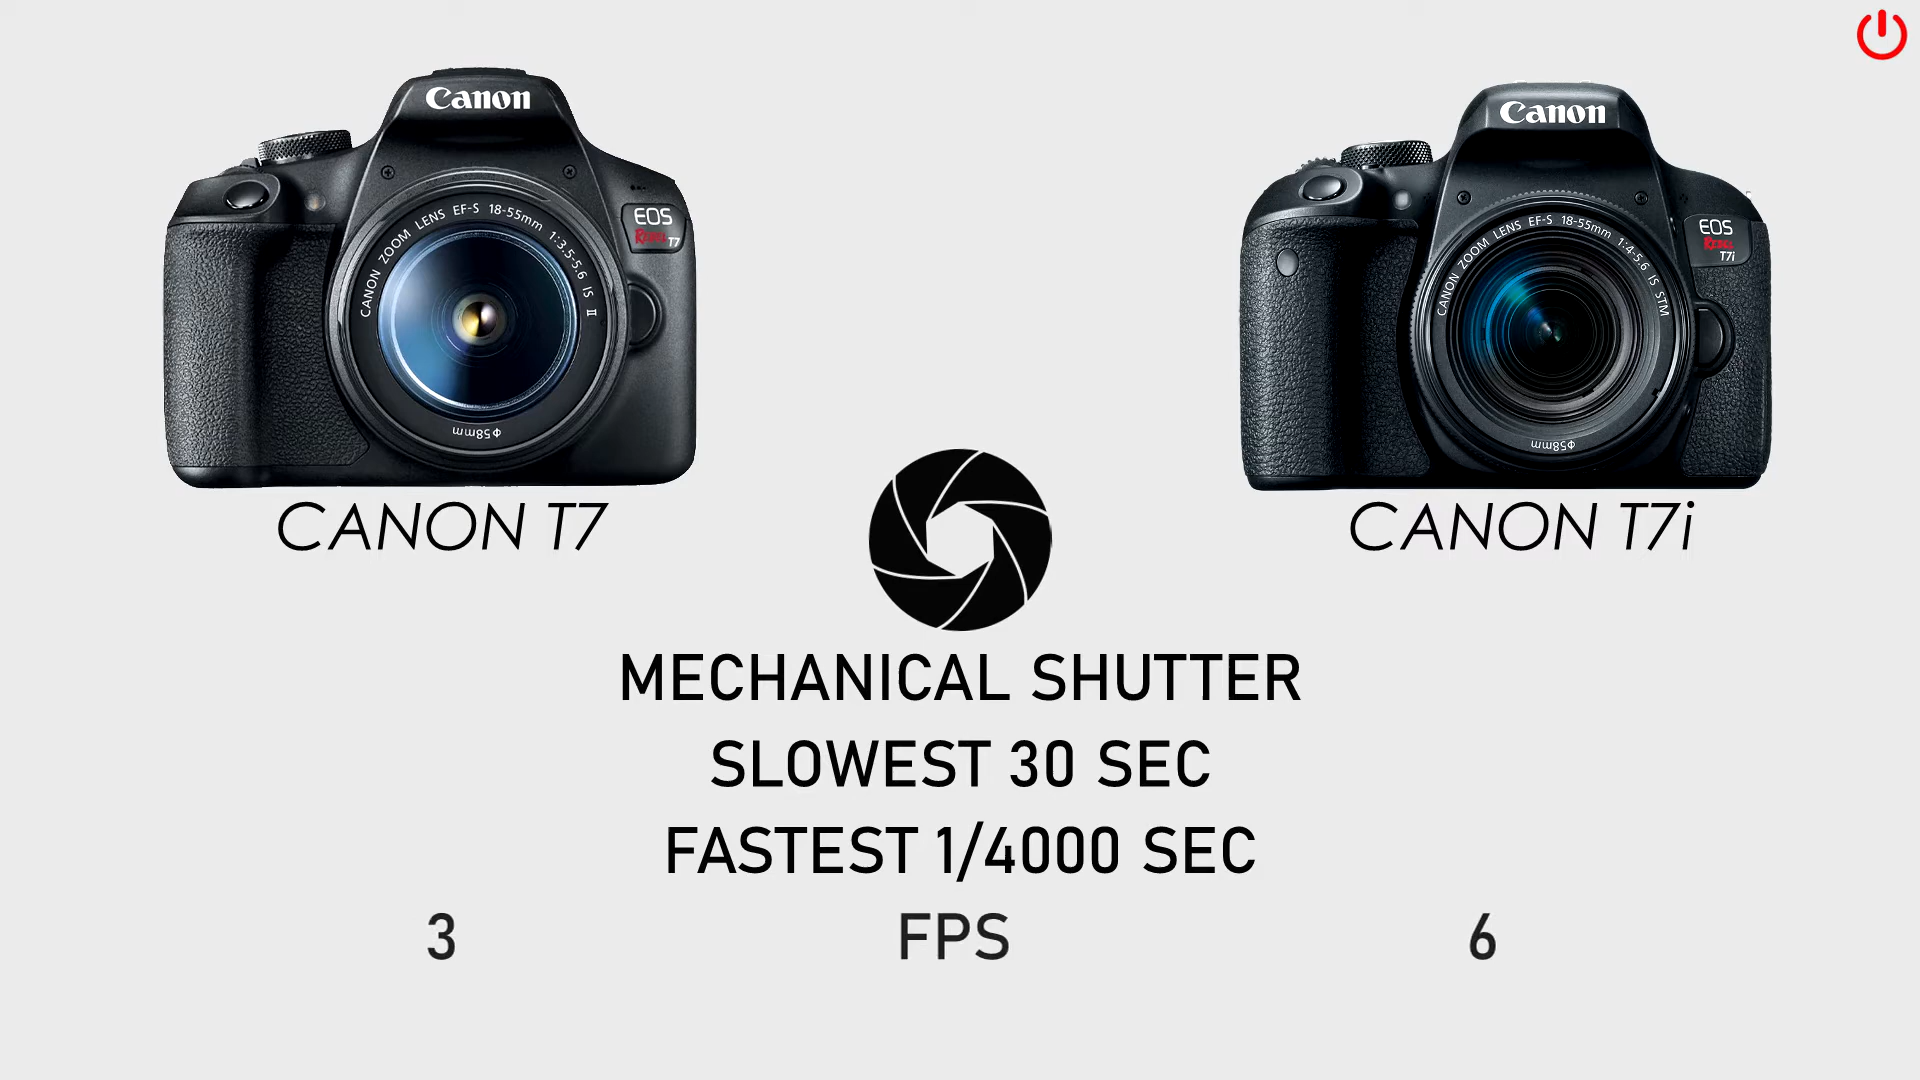 Canon
EOS
Rebel T7
CANON ZOOM LENS EF-S 18-55mm 1:3.5-5.6 IS II
Φ58mm
CANON T7
Canon
EOS
Rebel
T7i
CANON ZOOM LENS EF-S 18-55mm 1:4-5.6 IS STM
Φ58mm
CANON T7i
MECHANICAL SHUTTER
SLOWEST 30 SEC
FASTEST 1/4000 SEC
3 FPS 6